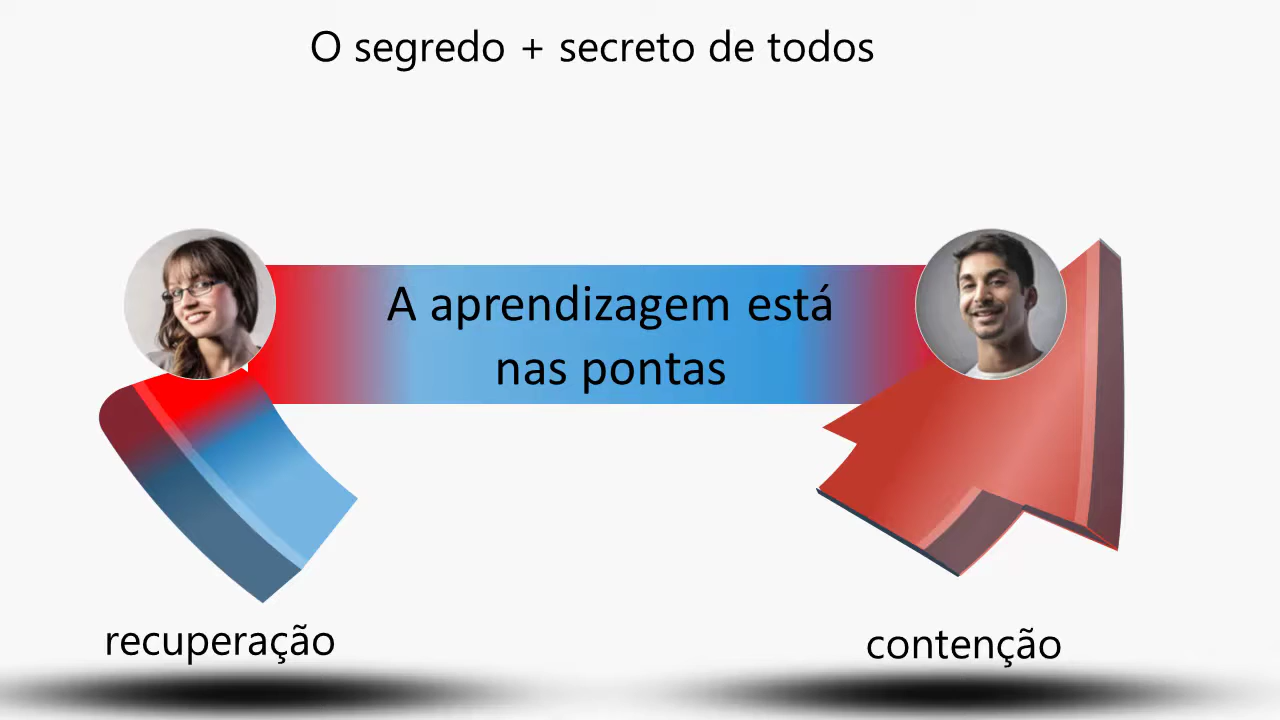 O segredo + secreto de todos
A aprendizagem está
nas pontas
recuperação
contenção